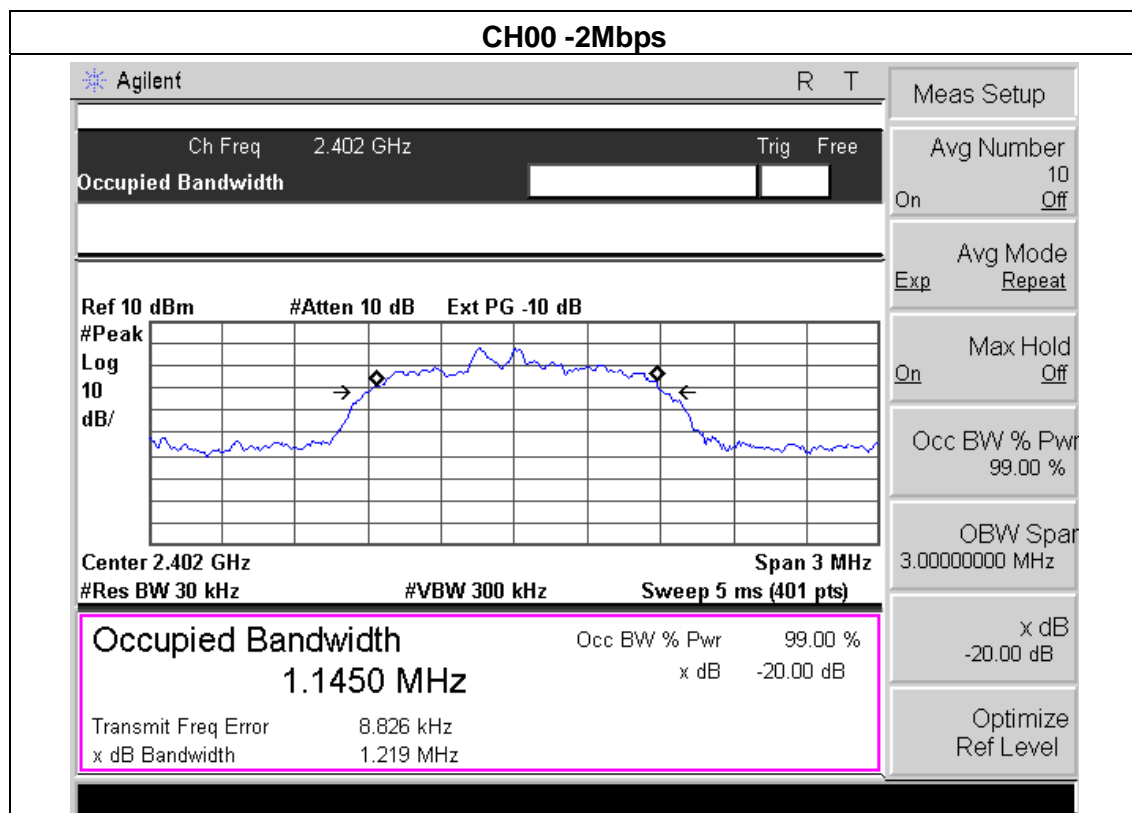 CH00 -2Mbps
Agilent R T
Ch Freq 2.402 GHz Trig Free
Occupied Bandwidth
Ref 10 dBm #Atten 10 dB Ext PG -10 dB
#Peak
Log
10
dB/
Center 2.402 GHz Span 3 MHz
#Res BW 30 kHz #VBW 300 kHz Sweep 5 ms (401 pts)
Occupied Bandwidth Occ BW % Pwr 99.00 %
1.1450 MHz x dB -20.00 dB
Transmit Freq Error 8.826 kHz
x dB Bandwidth 1.219 MHz
Meas Setup
Avg Number
10
On Off
Avg Mode
Exp Repeat
Max Hold
On Off
Occ BW % Pwr
99.00 %
OBW Span
3.00000000 MHz
x dB
-20.00 dB
Optimize
Ref Level